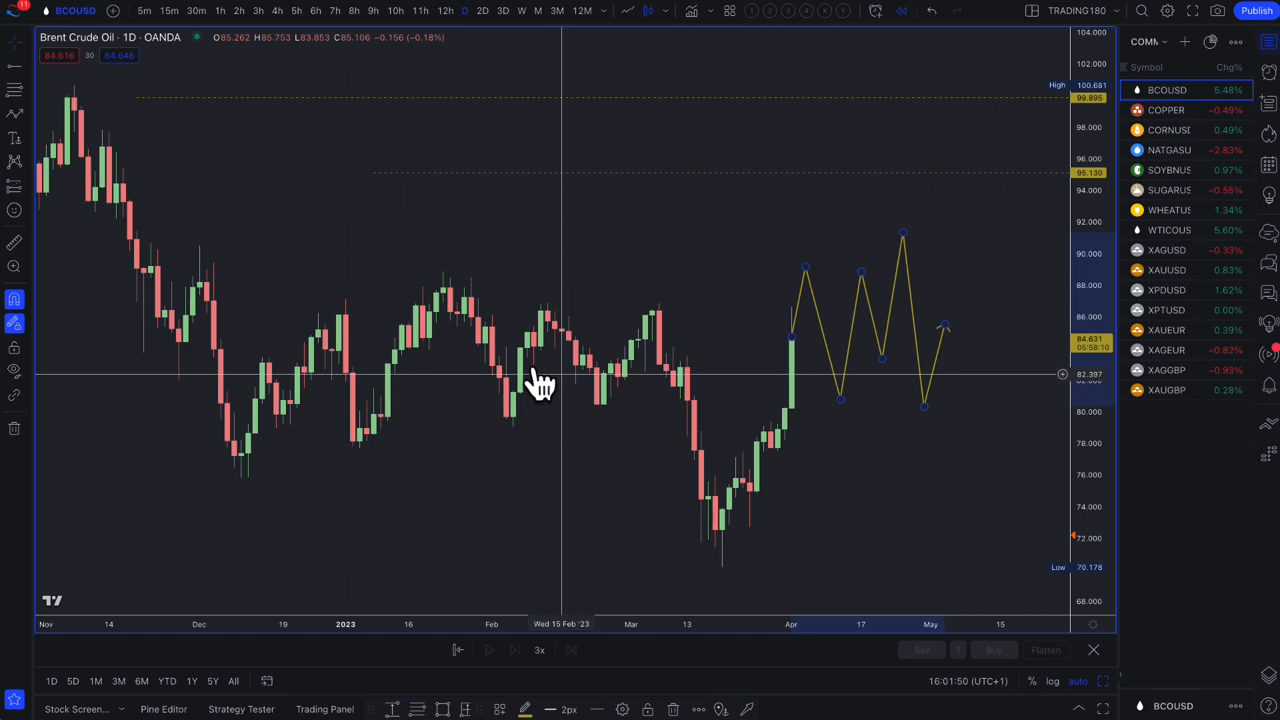 11 BCOUSD 5m 15m 30m 1h 2h 3h 4h 5h 6h 7h 8h 9h 10h 11h 12h D 2D 3D W M 3M 12M TRADING180 Publish
Brent Crude Oil · 1D · OANDA O85.262 H85.753 L83.853 C85.106 −0.156 (−0.18%)
84.616 30 84.646
104.000
102.000
High 100.681
99.895
98.000
96.000
95.130
94.000
92.000
90.000
88.000
86.000
84.631
05:58:10
82.397
80.000
78.000
76.000
74.000
72.000
Low 70.178
68.000
COMM
Symbol Chg%
BCOUSD 5.48%
COPPER −0.49%
CORNUSD 0.49%
NATGASU −2.83%
SOYBNUS 0.97%
SUGARUS −0.55%
WHEATUS 1.34%
WTICOUS 5.60%
XAGUSD −0.33%
XAUUSD 0.83%
XPDUSD 1.62%
XPTUSD 0.00%
XAUEUR 0.39%
XAGEUR −0.82%
XAGGBP −0.93%
XAUGBP 0.28%
Nov 14 Dec 19 2023 16 Feb Wed 15 Feb '23 Mar 13 Apr 17 May 15
3x Sell 1 Buy Flatten
1D 5D 1M 3M 6M YTD 1Y 5Y All 16:01:50 (UTC+1) % log auto
Stock Screen... Pine Editor Strategy Tester Trading Panel 2px BCOUSD